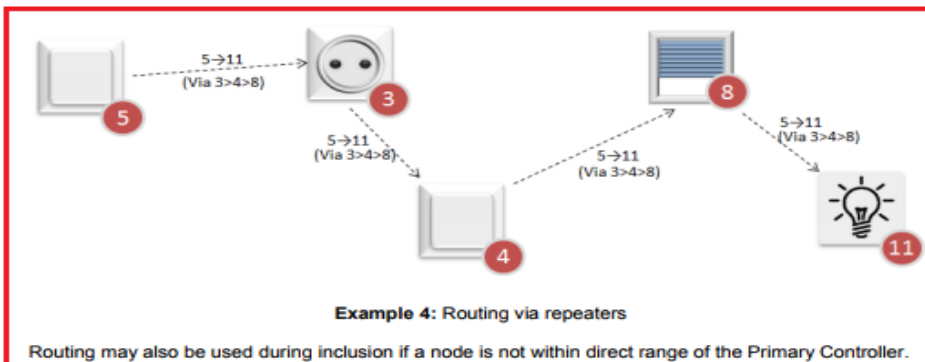 5→11
(Via 3>4>8)
5
3
5→11
(Via 3>4>8)
4
5→11
(Via 3>4>8)
8
5→11
(Via 3>4>8)
11
Example 4: Routing via repeaters
Routing may also be used during inclusion if a node is not within direct range of the Primary Controller.